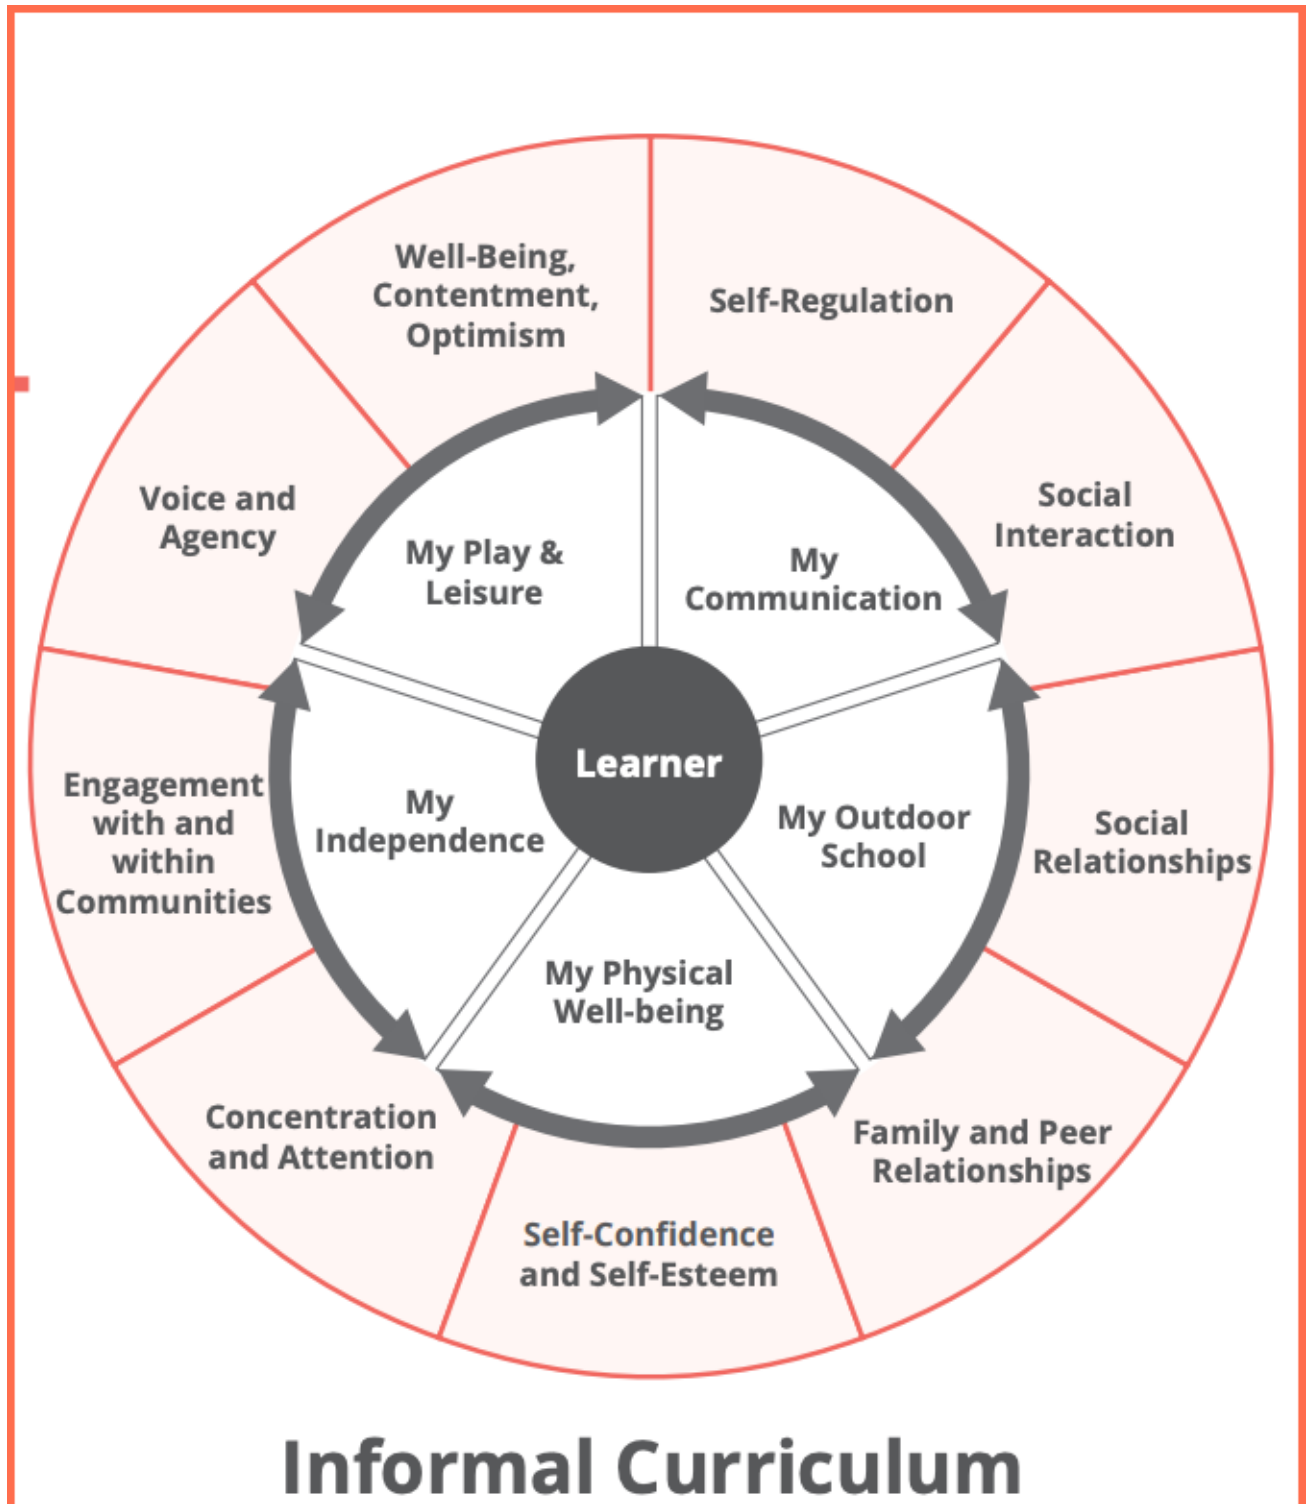 Well-Being,
Contentment,
Optimism
Self-Regulation
Voice and
Agency
Social
Interaction
My Play &
Leisure
My
Communication
Learner
Engagement
with and
within
Communities
My
Independence
My Outdoor
School
Social
Relationships
My Physical
Well-being
Concentration
and Attention
Family and Peer
Relationships
Self-Confidence
and Self-Esteem
Informal Curriculum